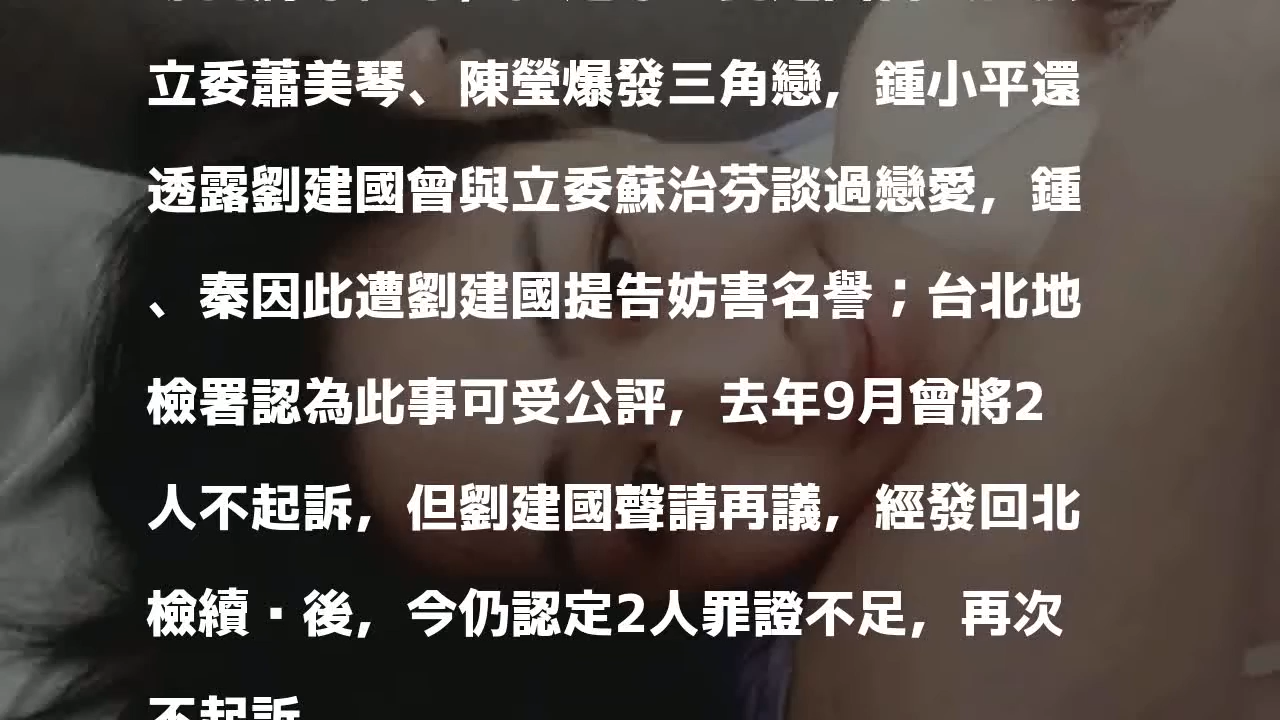 立委蕭美琴、陳瑩爆發三角戀，鍾小平還
透露劉建國曾與立委蘇治芬談過戀愛，鍾
、秦因此遭劉建國提告妨害名譽；台北地
檢署認為此事可受公評，去年9月曾將2
人不起訴，但劉建國聲請再議，經發回北
檢續▪後，今仍認定2人罪證不足，再次
不起訴